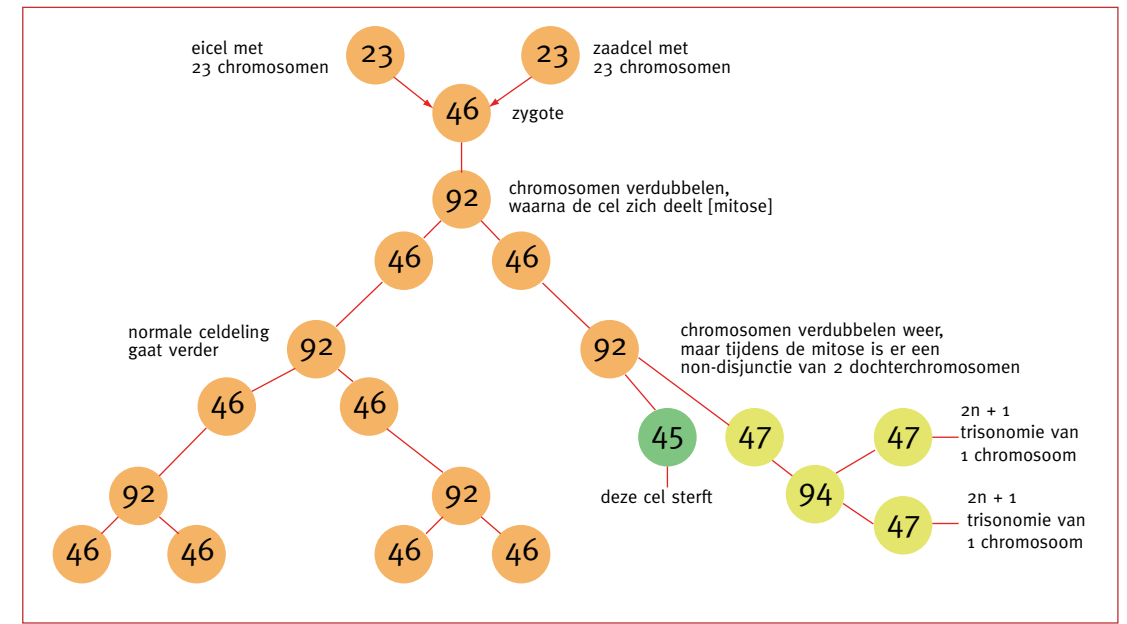 eicel met
23 chromosomen
23
23
zaadcel met
23 chromosomen
46
zygote
92
chromosomen verdubbelen,
waarna de cel zich deelt [mitose]
46
46
normale celdeling
gaat verder
92
92
chromosomen verdubbelen weer,
maar tijdens de mitose is er een
non-disjunctie van 2 dochterchromosomen
46
46
45
47
47
2n + 1
trisonomie van
1 chromosoom
92
92
deze cel sterft
94
47
2n + 1
trisonomie van
1 chromosoom
46
46
46
46